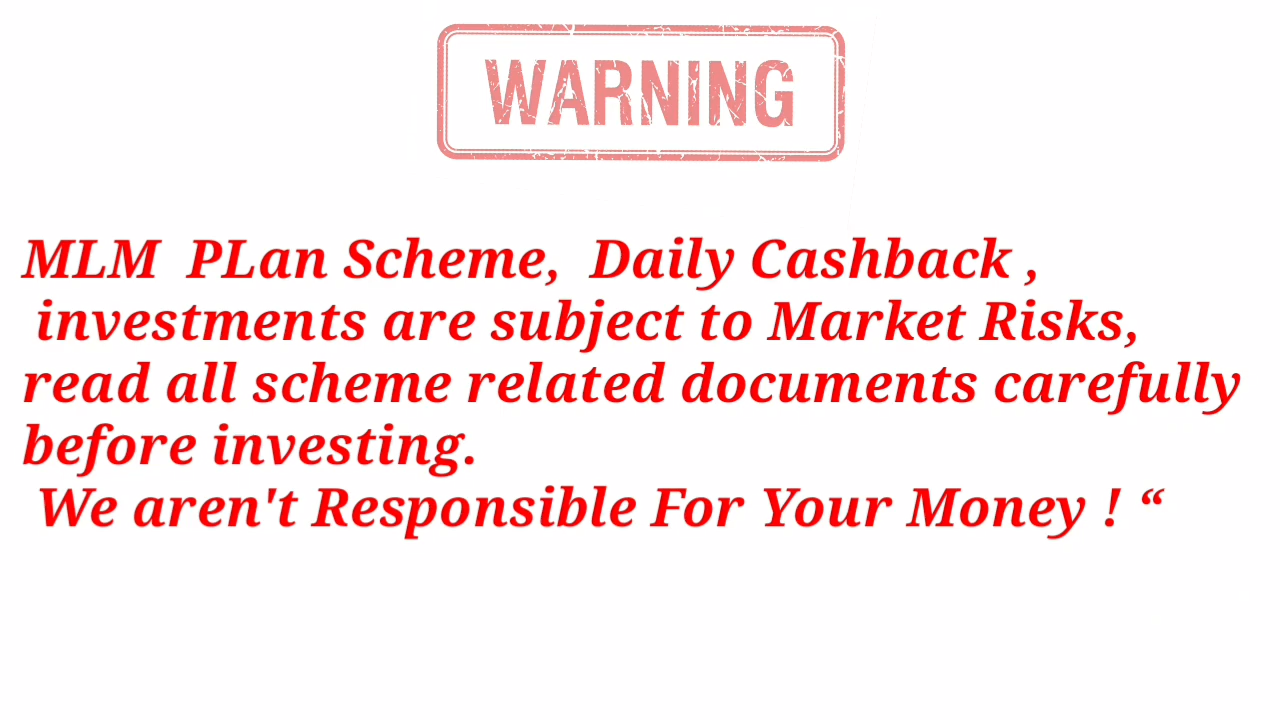 WARNING
MLM PLan Scheme, Daily Cashback ,
investments are subject to Market Risks,
read all scheme related documents carefully
before investing.
We aren't Responsible For Your Money ! “